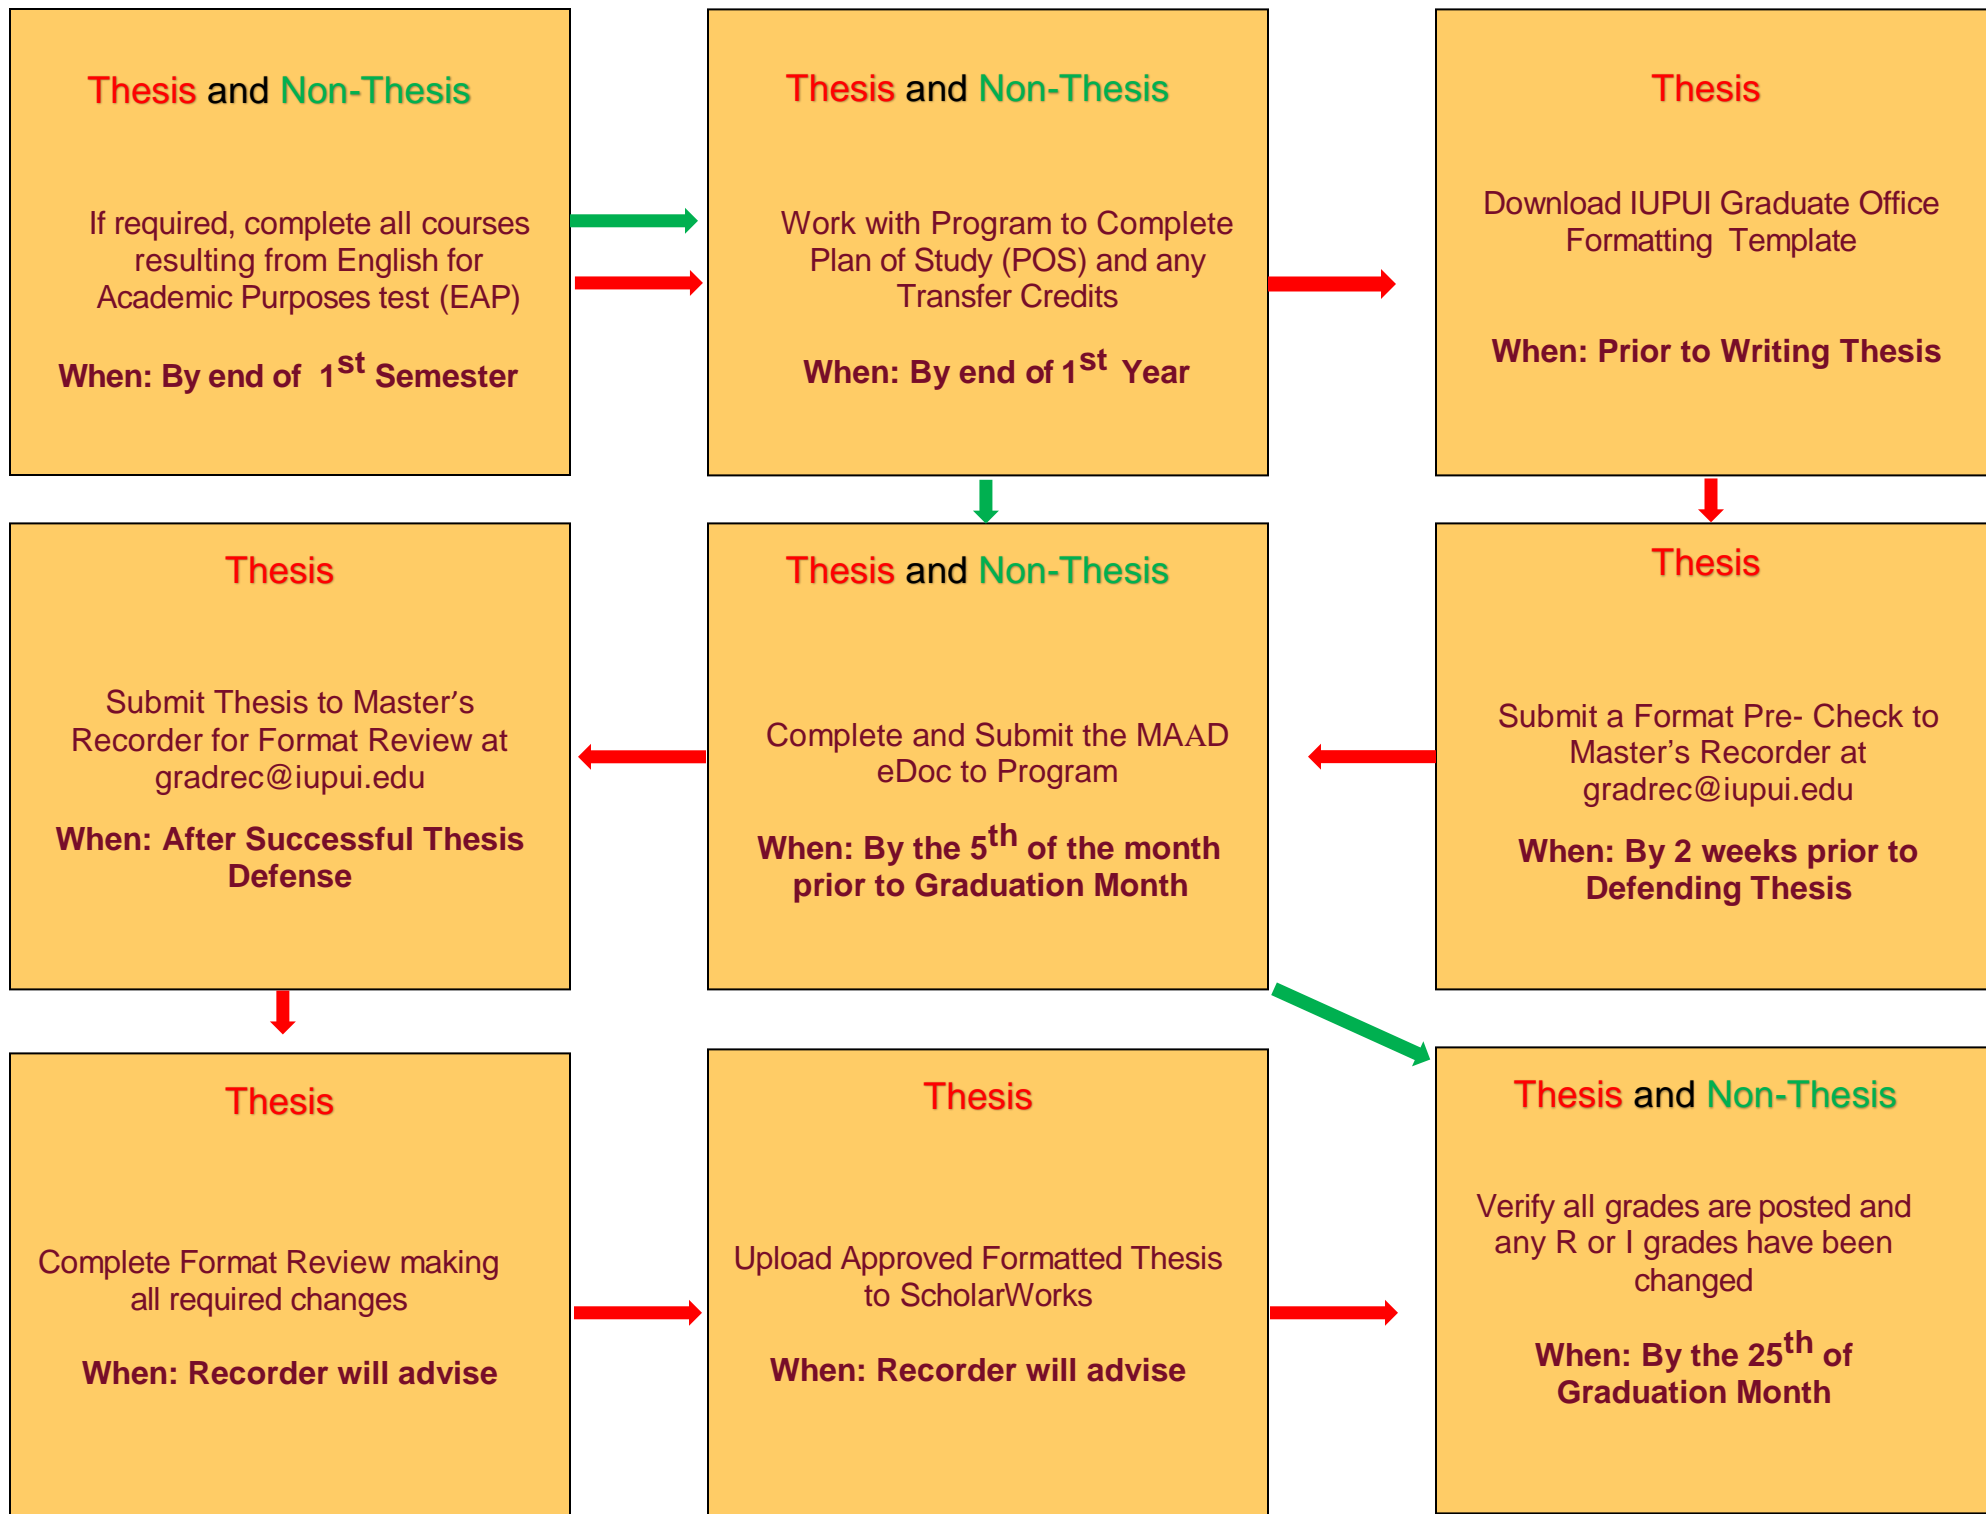 Thesis and Non-Thesis
If required, complete all courses
resulting from English for
Academic Purposes test (EAP)
When: By end of 1st Semester
Thesis and Non-Thesis
Work with Program to Complete
Plan of Study (POS) and any
Transfer Credits
When: By end of 1st Year
Thesis
Download IUPUI Graduate Office
Formatting Template
When: Prior to Writing Thesis
Thesis
Submit Thesis to Master’s
Recorder for Format Review at
gradrec@iupui.edu
When: After Successful Thesis
Defense
Thesis and Non-Thesis
Complete and Submit the MAAD
eDoc to Program
When: By the 5th of the month
prior to Graduation Month
Thesis
Submit a Format Pre- Check to
Master’s Recorder at
gradrec@iupui.edu
When: By 2 weeks prior to
Defending Thesis
Thesis
Complete Format Review making
all required changes
When: Recorder will advise
Thesis
Upload Approved Formatted Thesis
to ScholarWorks
When: Recorder will advise
Thesis and Non-Thesis
Verify all grades are posted and
any R or I grades have been
changed
When: By the 25th of
Graduation Month